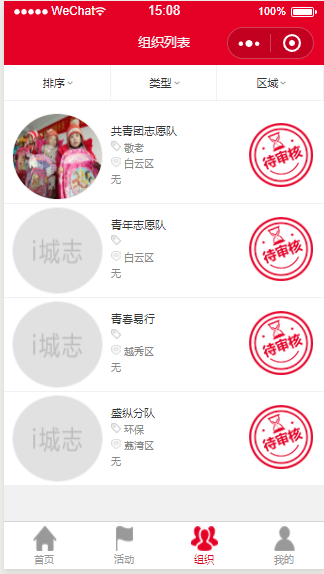 WeChat 15:08 100%
组织列表
排序 类型 区域
共青团志愿队
敬老
白云区
无
待审核
i城志
青年志愿队
白云区
无
待审核
i城志
青春易行
越秀区
无
待审核
i城志
盛纵分队
环保
荔湾区
无
待审核
首页 活动 组织 我的